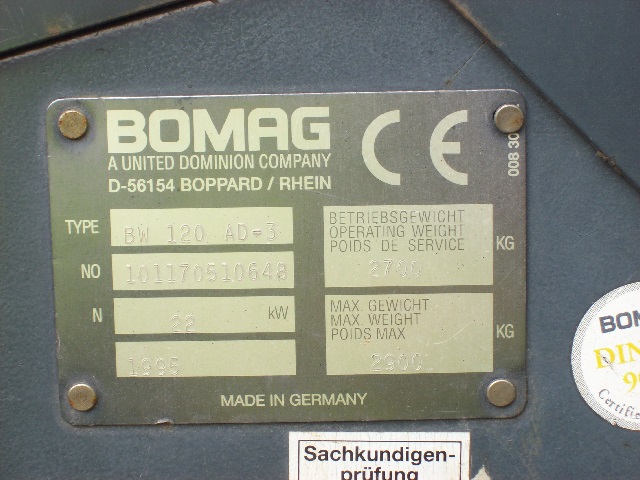 BOMAG
A UNITED DOMINION COMPANY
D-56154 BOPPARD / RHEIN
CE
008 30
TYPE BW 120 AD-3
NO 101170510648
N 22 kW
1995
BETRIEBSGEWICHT
OPERATING WEIGHT
POIDS DE SERVICE
2700 KG
MAX. GEWICHT
MAX. WEIGHT
POIDS MAX
2900 KG
MADE IN GERMANY
Sachkundigen-
prüfung
BOM
DIN